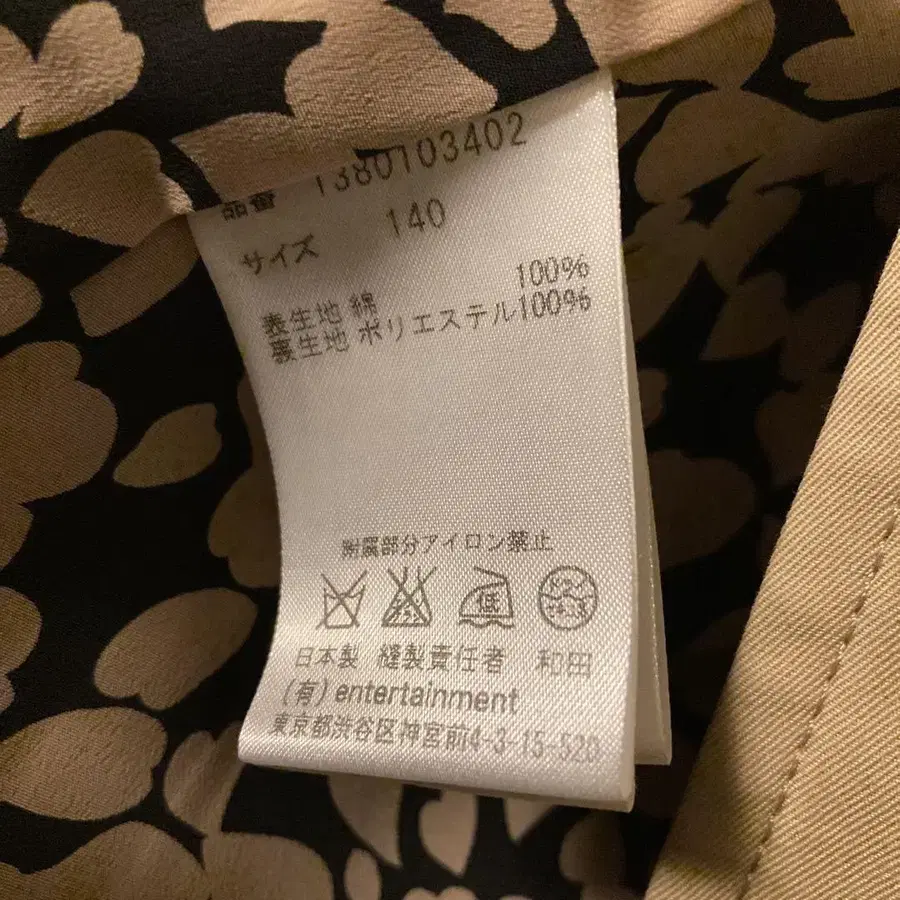 品番 1380103402
サイズ 140
表生地 綿 100%
裏生地 ポリエステル100%
附属部分アイロン禁止
低
日本製 縫製責任者 和田
(有) entertainment
東京都渋谷区神宮前4-3-15-520